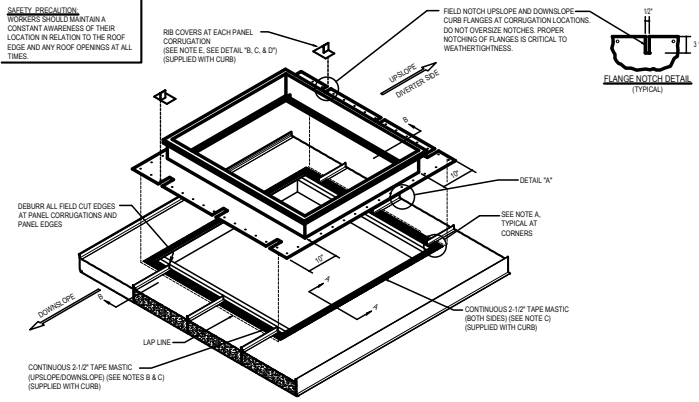 SAFETY PRECAUTION:
WORKERS SHOULD MAINTAIN A
CONSTANT AWARENESS OF THEIR
LOCATION IN RELATION TO THE ROOF
EDGE AND ANY ROOF OPENINGS AT ALL
TIMES.
RIB COVERS AT EACH PANEL
CORRUGATION
(SEE NOTE E, SEE DETAIL "B, C, & D")
(SUPPLIED WITH CURB)
FIELD NOTCH UPSLOPE AND DOWNSLOPE
CURB FLANGES AT CORRUGATION LOCATIONS.
DO NOT OVERSIZE NOTCHES. PROPER
NOTCHING OF FLANGES IS CRITICAL TO
WEATHERTIGHTNESS.
1/2"
3
FLANGE NOTCH DETAIL
(TYPICAL)
UPSLOPE
DIVERTER SIDE
B
10"
DETAIL "A"
DEBURR ALL FIELD CUT EDGES
AT PANEL CORRUGATIONS AND
PANEL EDGES
SEE NOTE A,
TYPICAL AT
CORNERS
10"
A
A
DOWNSLOPE
B
LAP LINE
CONTINUOUS 2-1/2" TAPE MASTIC
(BOTH SIDES) (SEE NOTE C)
(SUPPLIED WITH CURB)
CONTINUOUS 2-1/2" TAPE MASTIC
(UPSLOPE/DOWNSLOPE) (SEE NOTES B & C)
(SUPPLIED WITH CURB)